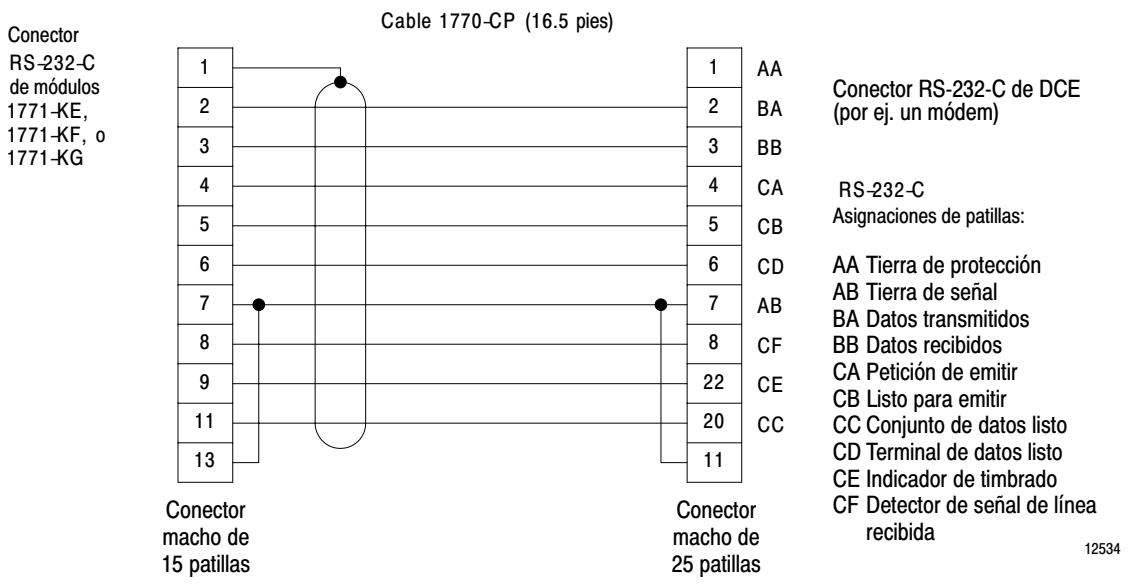 Cable 1770-CP (16.5 pies)
Conector
RS-232-C
de módulos
1771-KE,
1771-KF, o
1771-KG
1
2
3
4
5
6
7
8
9
11
13
Conector
macho de
15 patillas
1 AA
2 BA
3 BB
4 CA
5 CB
6 CD
7 AB
8 CF
22 CE
20 CC
11
Conector
macho de
25 patillas
Conector RS-232-C de DCE
(por ej. un módem)
RS-232-C
Asignaciones de patillas:
AA Tierra de protección
AB Tierra de señal
BA Datos transmitidos
BB Datos recibidos
CA Petición de emitir
CB Listo para emitir
CC Conjunto de datos listo
CD Terminal de datos listo
CE Indicador de timbrado
CF Detector de señal de línea
recibida
12534